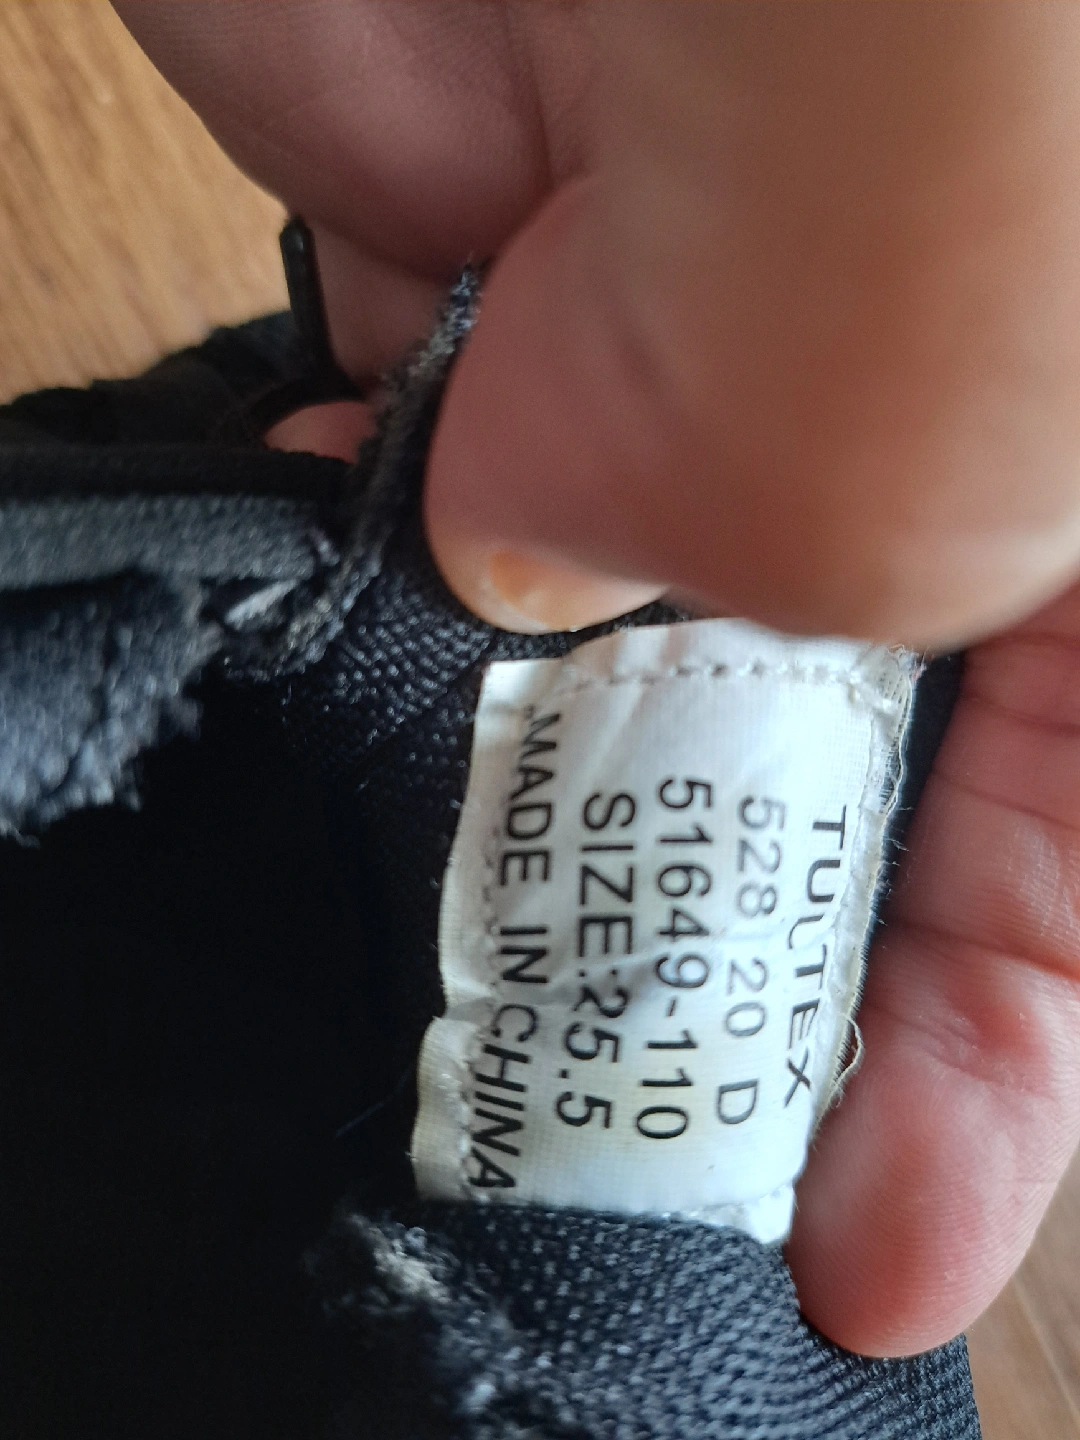 TULTEX
528 20 D
51649-110
SIZE:25.5
MADE IN CHINA